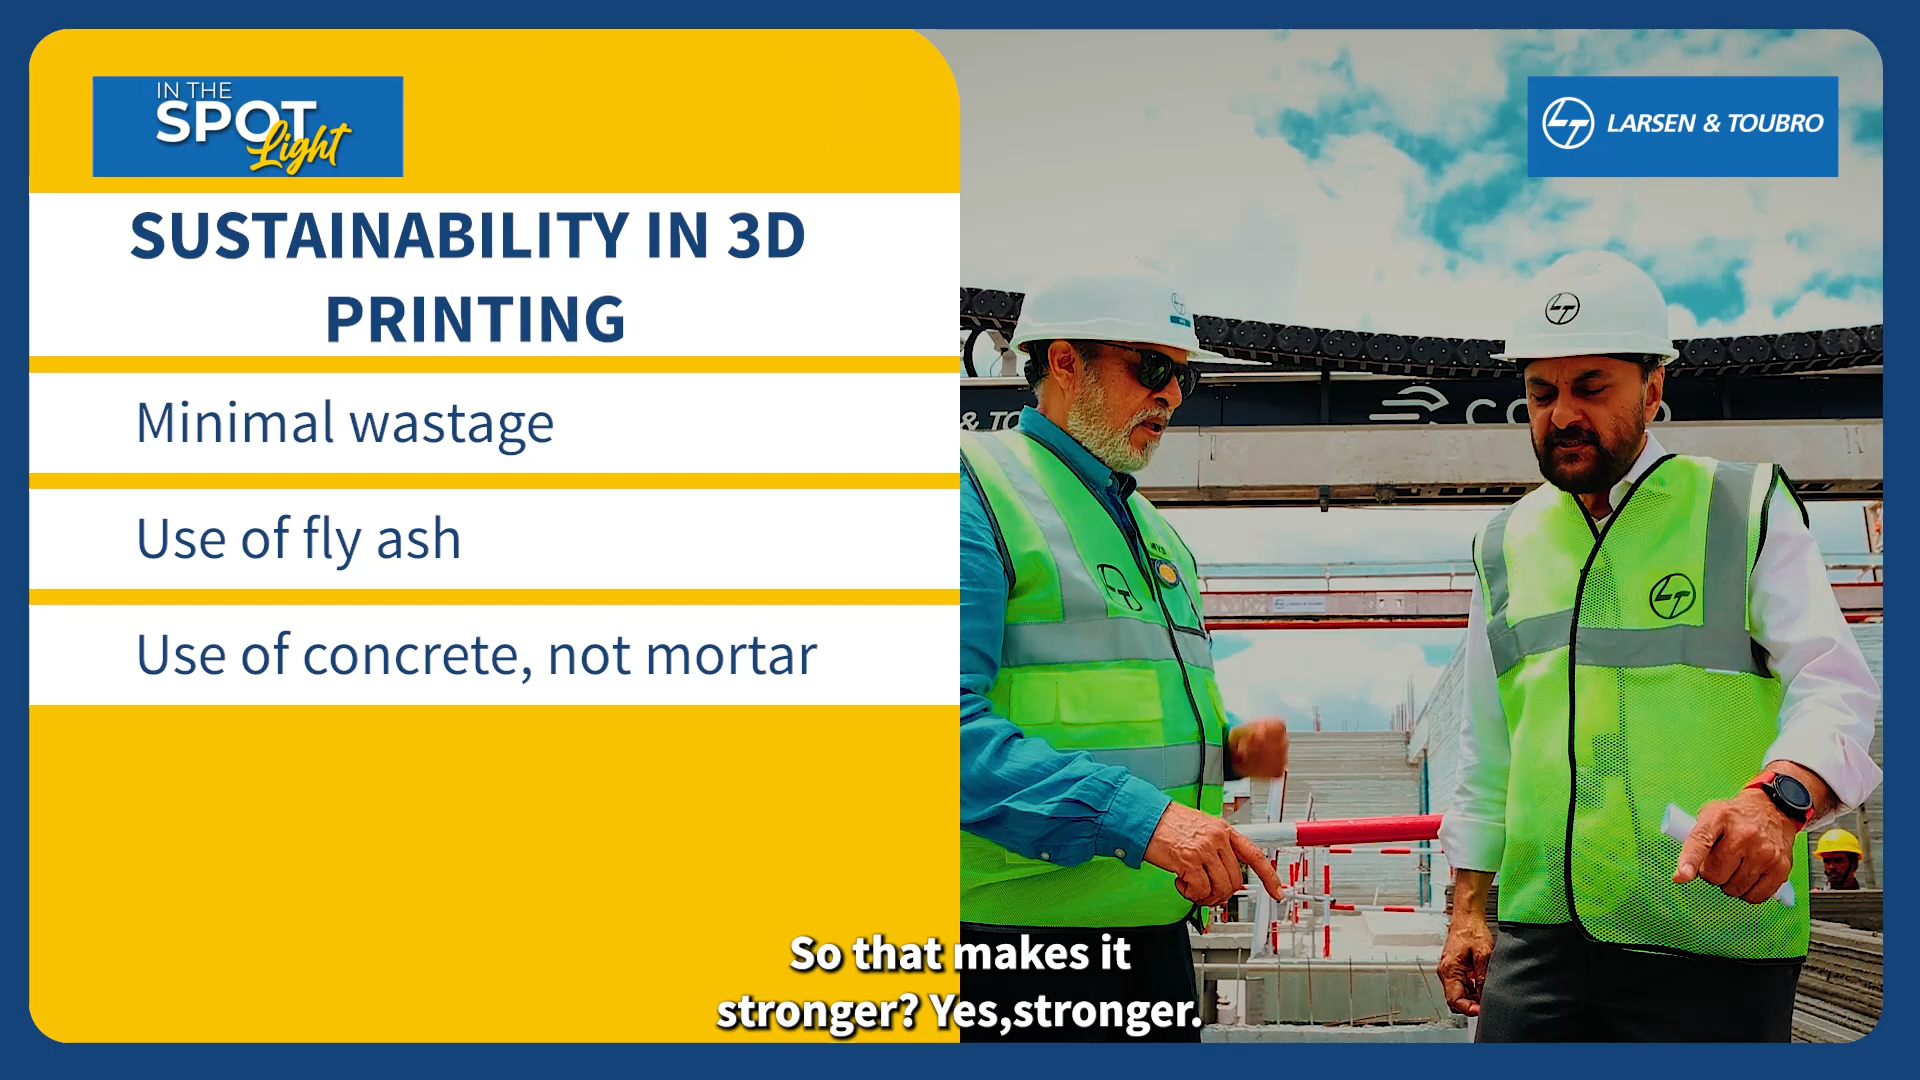 IN THE
SPOT
Light
LARSEN & TOUBRO
SUSTAINABILITY IN 3D
PRINTING
Minimal wastage
Use of fly ash
Use of concrete, not mortar
So that makes it
stronger? Yes,stronger.